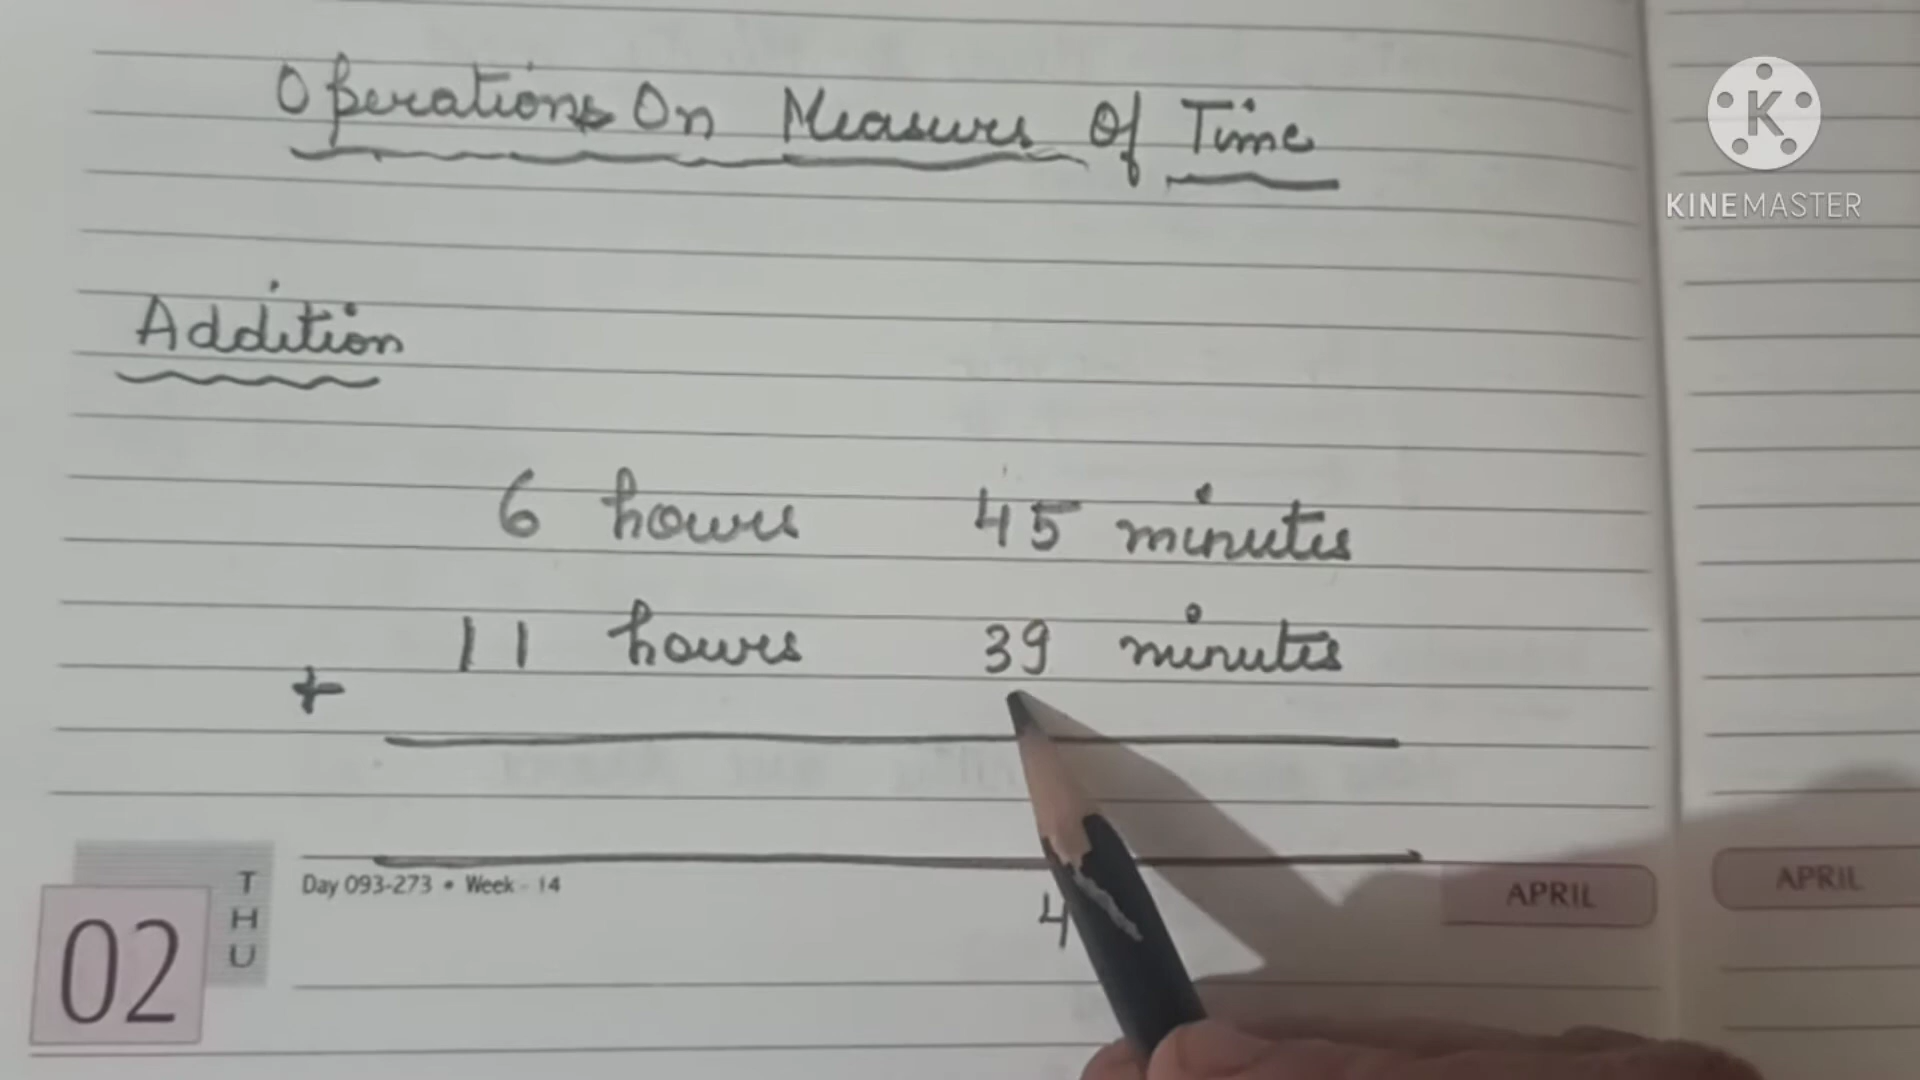 Operations On Measures Of Time
K
KINEMASTER
Addition
6 hours 45 minutes
11 hours 39 minutes
+
THU
02
Day 093-273 • Week - 14
APRIL
APRIL
4